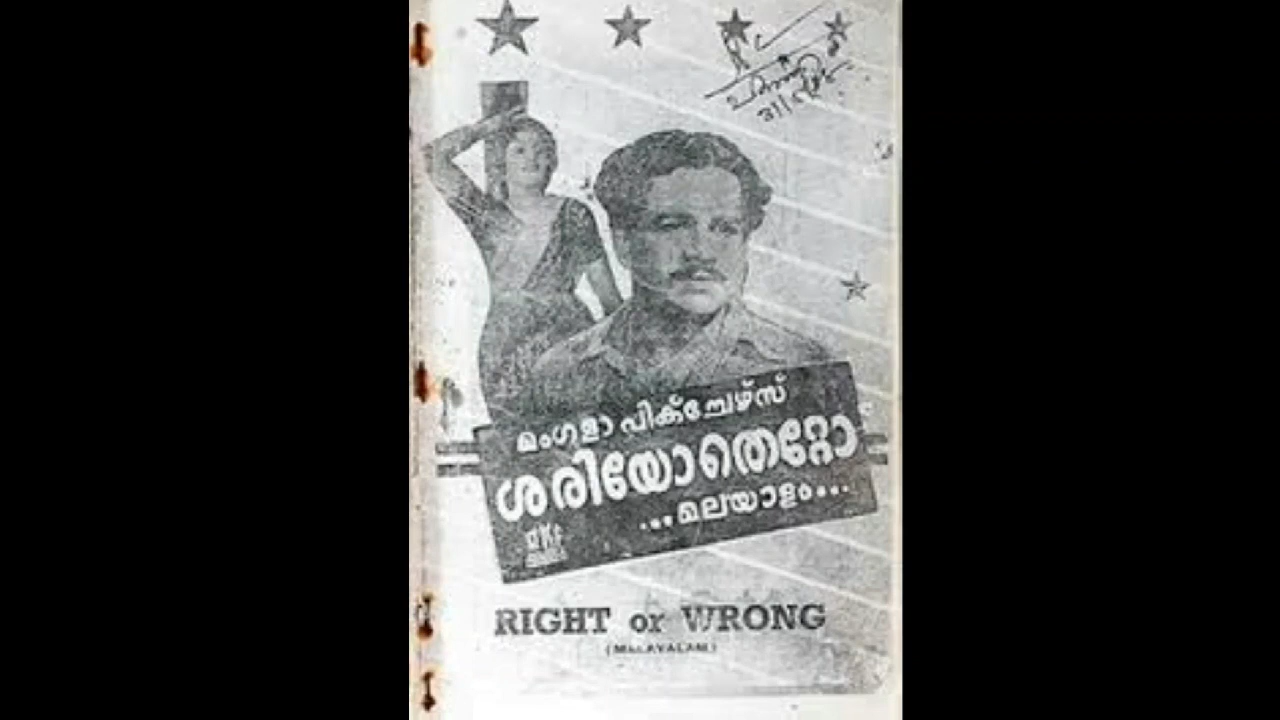 മംഗളാ പിക്ചേഴ്സ്
ശരിയോതെറ്റോ
...മലയാളം...
RIGHT or WRONG
(MALAYALAM)